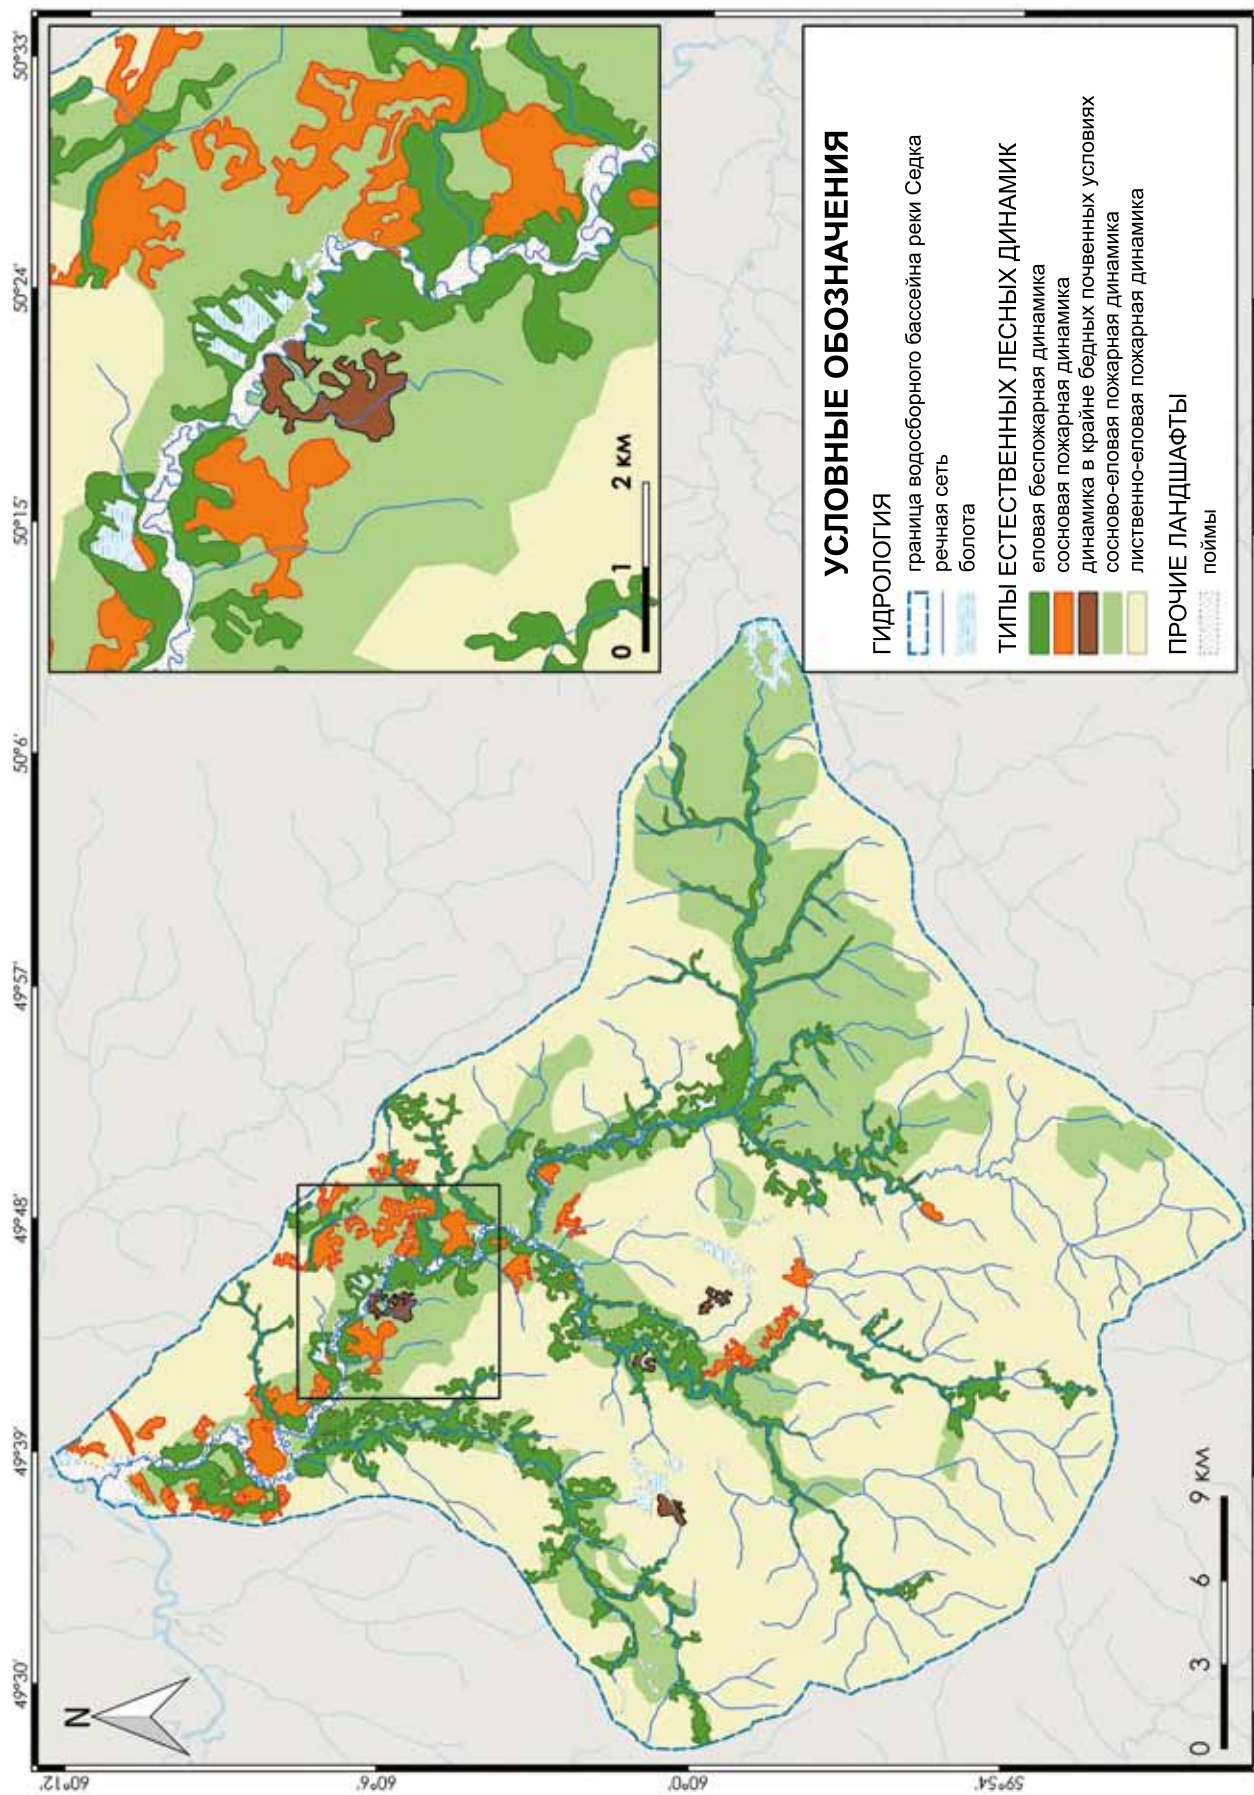 49°30'
49°39'
49°48'
49°57'
50°6'
50°15'
50°24'
50°33'
60°12'
60°6'
60°0'
59°54'
N
0 1 2 км
0 3 6 9 км
УСЛОВНЫЕ ОБОЗНАЧЕНИЯ
ГИДРОЛОГИЯ
граница водосборного бассейна реки Седка
речная сеть
болота
ТИПЫ ЕСТЕСТВЕННЫХ ЛЕСНЫХ ДИНАМИК
еловая беспожарная динамика
сосновая пожарная динамика
динамика в крайне бедных почвенных условиях
сосново-еловая пожарная динамика
лиственно-еловая пожарная динамика
ПРОЧИЕ ЛАНДШАФТЫ
поймы